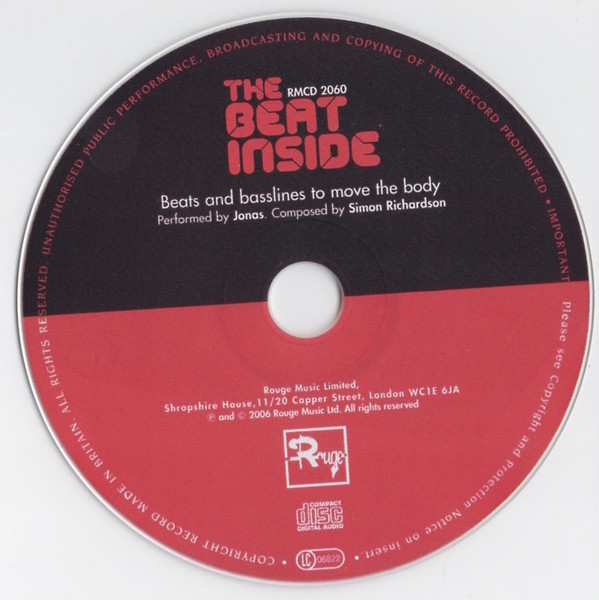 THE
RMCD 2060
BEAT
INSIDE
Beats and basslines to move the body
Performed by Jonas. Composed by Simon Richardson
Rouge Music Limited,
Shropshire House,11/20 Copper Street, London WC1E 6JA
℗ and © 2006 Rouge Music Ltd. All rights reserved
Rouge
COMPACT
disc
DIGITAL AUDIO
LC 06822
• COPYRIGHT RECORD MADE IN BRITAIN. ALL RIGHTS RESERVED. UNAUTHORISED PUBLIC PERFORMANCE, BROADCASTING AND COPYING OF THIS RECORD PROHIBITED • IMPORTANT Please see Copyright and Protection Notice on insert.